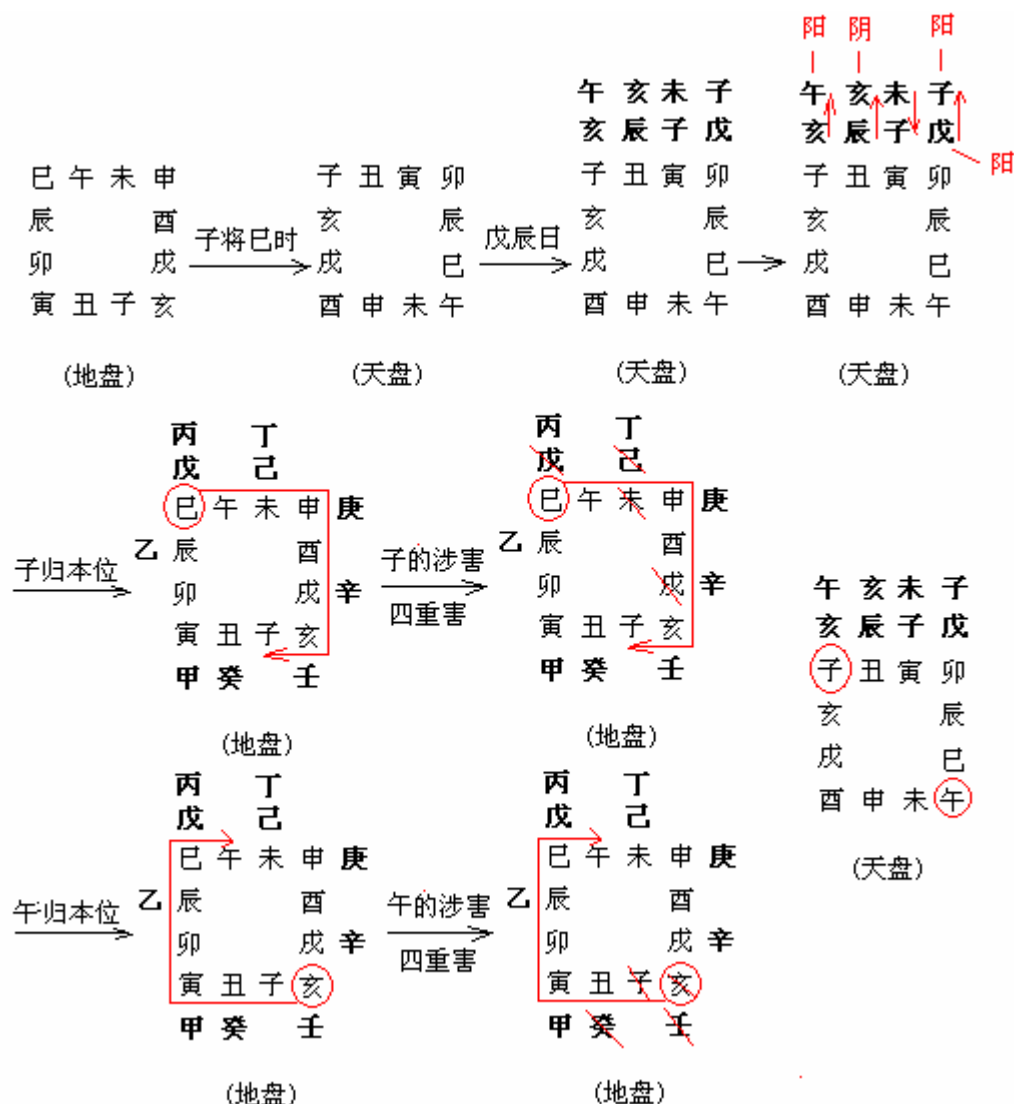 阳 阴 阳
午 亥 未 子
亥 辰 子 戊
阳
子 丑 寅 卯
亥 辰
戌 巳
酉 申 未 午
(天盘)
巳 午 未 申
辰 酉
卯 戌
寅 丑 子 亥
(地盘)
子将巳时
子 丑 寅 卯
亥 辰
戌 巳
酉 申 未 午
(天盘)
戊辰日
午 亥 未 子
亥 辰 子 戊
子 丑 寅 卯
亥 辰
戌 巳
酉 申 未 午
(天盘)
子归本位
丙 丁
戊 己
巳 午 未 申 庚
乙 辰 酉
卯 戌 辛
寅 丑 子 亥
甲 癸 壬
(地盘)
子的涉害
四重害
丙 丁
戊 己
巳 午 未 申 庚
乙 辰 酉
卯 戌 辛
寅 丑 子 亥
甲 癸 壬
(地盘)
午 亥 未 子
亥 辰 子 戊
子 丑 寅 卯
亥 辰
戌 巳
酉 申 未 午
(天盘)
午归本位
丙 丁
戊 己
巳 午 未 申 庚
乙 辰 酉
卯 戌 辛
寅 丑 子 亥
甲 癸 壬
(地盘)
午的涉害
四重害
丙 丁
戊 己
巳 午 未 申 庚
乙 辰 酉
卯 戌 辛
寅 丑 子 亥
甲 癸 壬
(地盘)